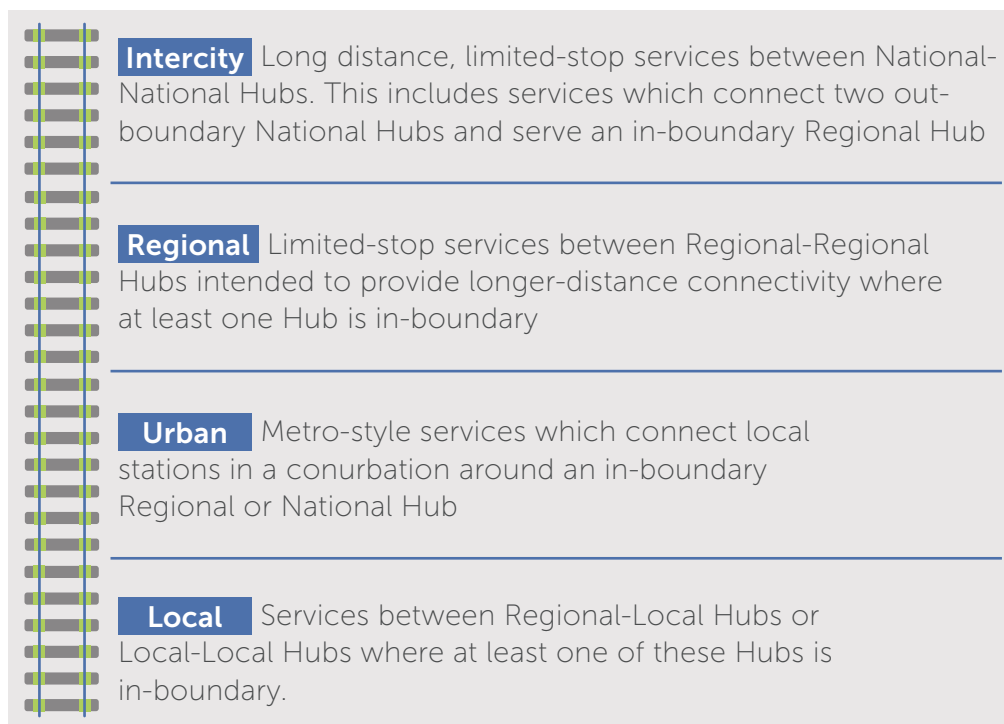 Intercity Long distance, limited-stop services between National-
National Hubs. This includes services which connect two out-
boundary National Hubs and serve an in-boundary Regional Hub
Regional Limited-stop services between Regional-Regional
Hubs intended to provide longer-distance connectivity where
at least one Hub is in-boundary
Urban Metro-style services which connect local
stations in a conurbation around an in-boundary
Regional or National Hub
Local Services between Regional-Local Hubs or
Local-Local Hubs where at least one of these Hubs is
in-boundary.